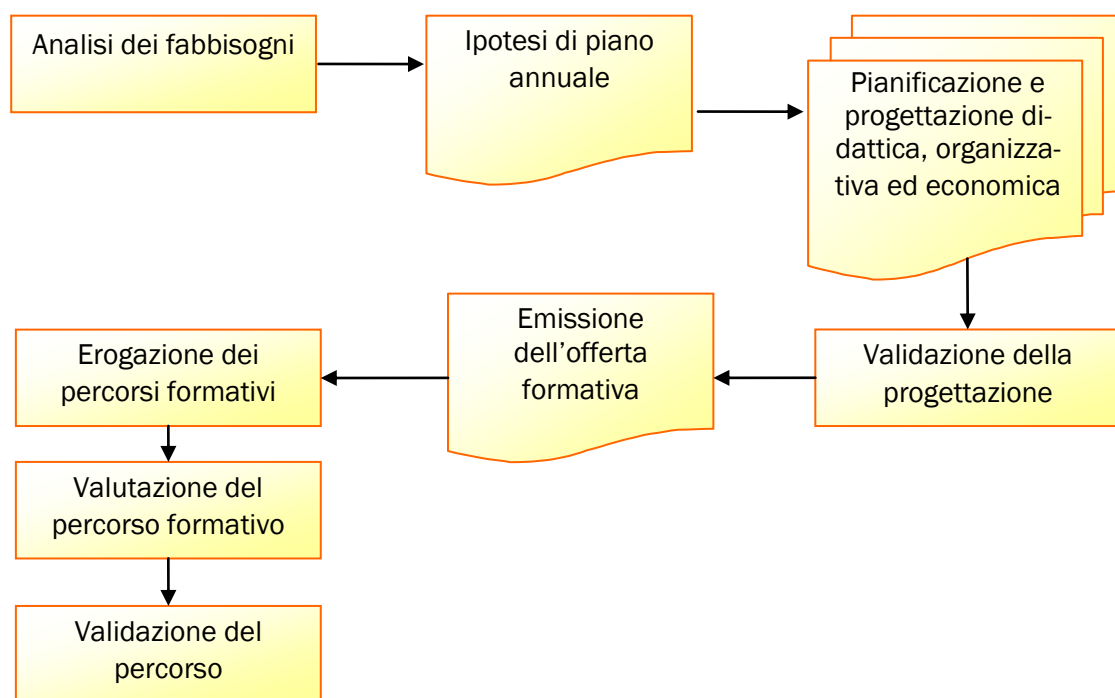 Analisi dei fabbisogni
Ipotesi di piano
annuale
Pianificazione e
progettazione di-
dattica, organizza-
tiva ed economica
Validazione della
progettazione
Emissione
dell’offerta
formativa
Erogazione dei
percorsi formativi
Valutazione del
percorso formativo
Validazione del
percorso